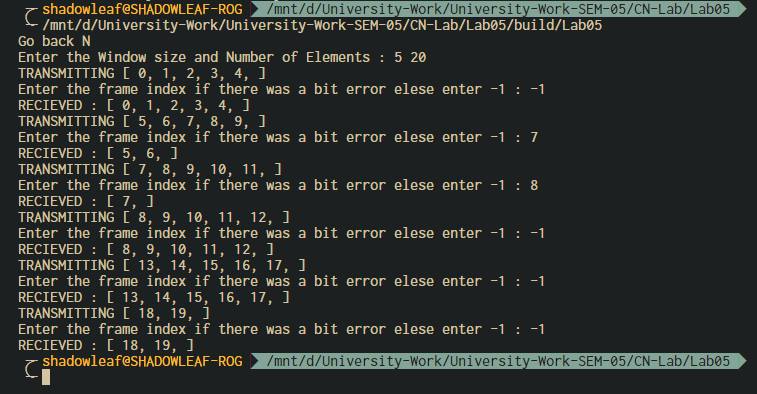 shadowleaf@SHADOWLEAF-ROG /mnt/d/University-Work/University-Work-SEM-05/CN-Lab/Lab05
/mnt/d/University-Work/University-Work-SEM-05/CN-Lab/Lab05/build/Lab05
Go back N
Enter the Window size and Number of Elements : 5 20
TRANSMITTING [ 0, 1, 2, 3, 4, ]
Enter the frame index if there was a bit error elese enter -1 : -1
RECIEVED : [ 0, 1, 2, 3, 4, ]
TRANSMITTING [ 5, 6, 7, 8, 9, ]
Enter the frame index if there was a bit error elese enter -1 : 7
RECIEVED : [ 5, 6, ]
TRANSMITTING [ 7, 8, 9, 10, 11, ]
Enter the frame index if there was a bit error elese enter -1 : 8
RECIEVED : [ 7, ]
TRANSMITTING [ 8, 9, 10, 11, 12, ]
Enter the frame index if there was a bit error elese enter -1 : -1
RECIEVED : [ 8, 9, 10, 11, 12, ]
TRANSMITTING [ 13, 14, 15, 16, 17, ]
Enter the frame index if there was a bit error elese enter -1 : -1
RECIEVED : [ 13, 14, 15, 16, 17, ]
TRANSMITTING [ 18, 19, ]
Enter the frame index if there was a bit error elese enter -1 : -1
RECIEVED : [ 18, 19, ]
shadowleaf@SHADOWLEAF-ROG /mnt/d/University-Work/University-Work-SEM-05/CN-Lab/Lab05